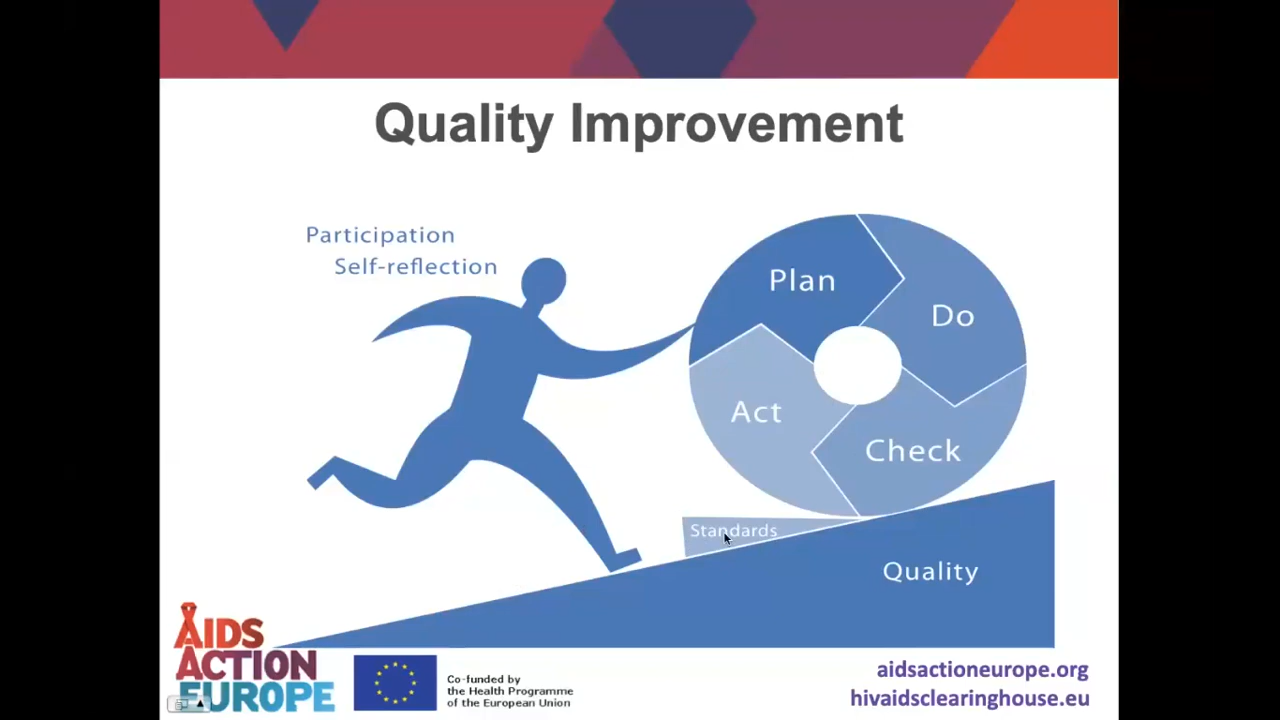 Quality Improvement
Participation
Self-reflection
Plan
Do
Act
Check
Standards
Quality
AIDS
ACTION
EUROPE
Co-funded by
the Health Programme
of the European Union
aidsactioneurope.org
hivaidsclearinghouse.eu